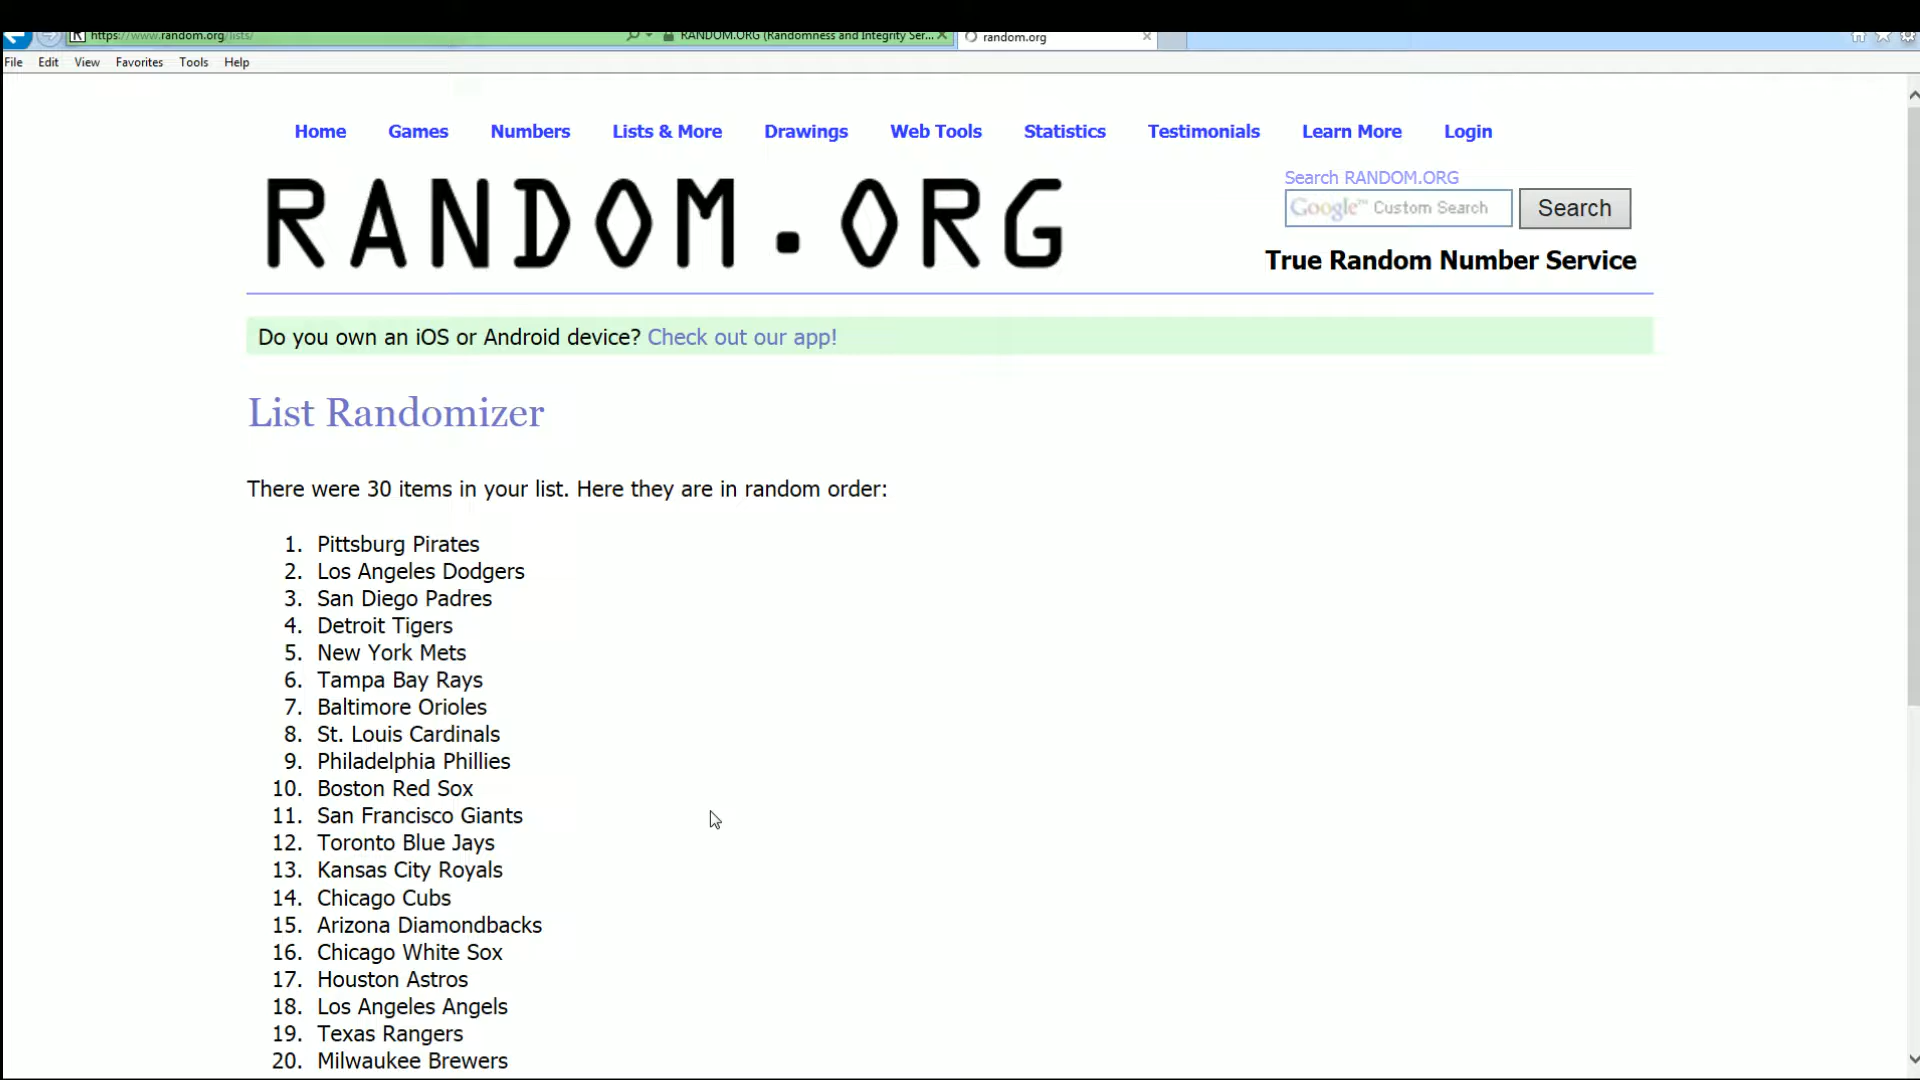 https://www.random.org/lists/
RANDOM.ORG (Randomness and Integrity Ser...
random.org
File Edit View Favorites Tools Help
Home Games Numbers Lists & More Drawings Web Tools Statistics Testimonials Learn More Login
RANDOM.ORG
Search RANDOM.ORG
Google™ Custom Search
Search
True Random Number Service
Do you own an iOS or Android device? Check out our app!
List Randomizer
There were 30 items in your list. Here they are in random order:
1. Pittsburg Pirates
2. Los Angeles Dodgers
3. San Diego Padres
4. Detroit Tigers
5. New York Mets
6. Tampa Bay Rays
7. Baltimore Orioles
8. St. Louis Cardinals
9. Philadelphia Phillies
10. Boston Red Sox
11. San Francisco Giants
12. Toronto Blue Jays
13. Kansas City Royals
14. Chicago Cubs
15. Arizona Diamondbacks
16. Chicago White Sox
17. Houston Astros
18. Los Angeles Angels
19. Texas Rangers
20. Milwaukee Brewers